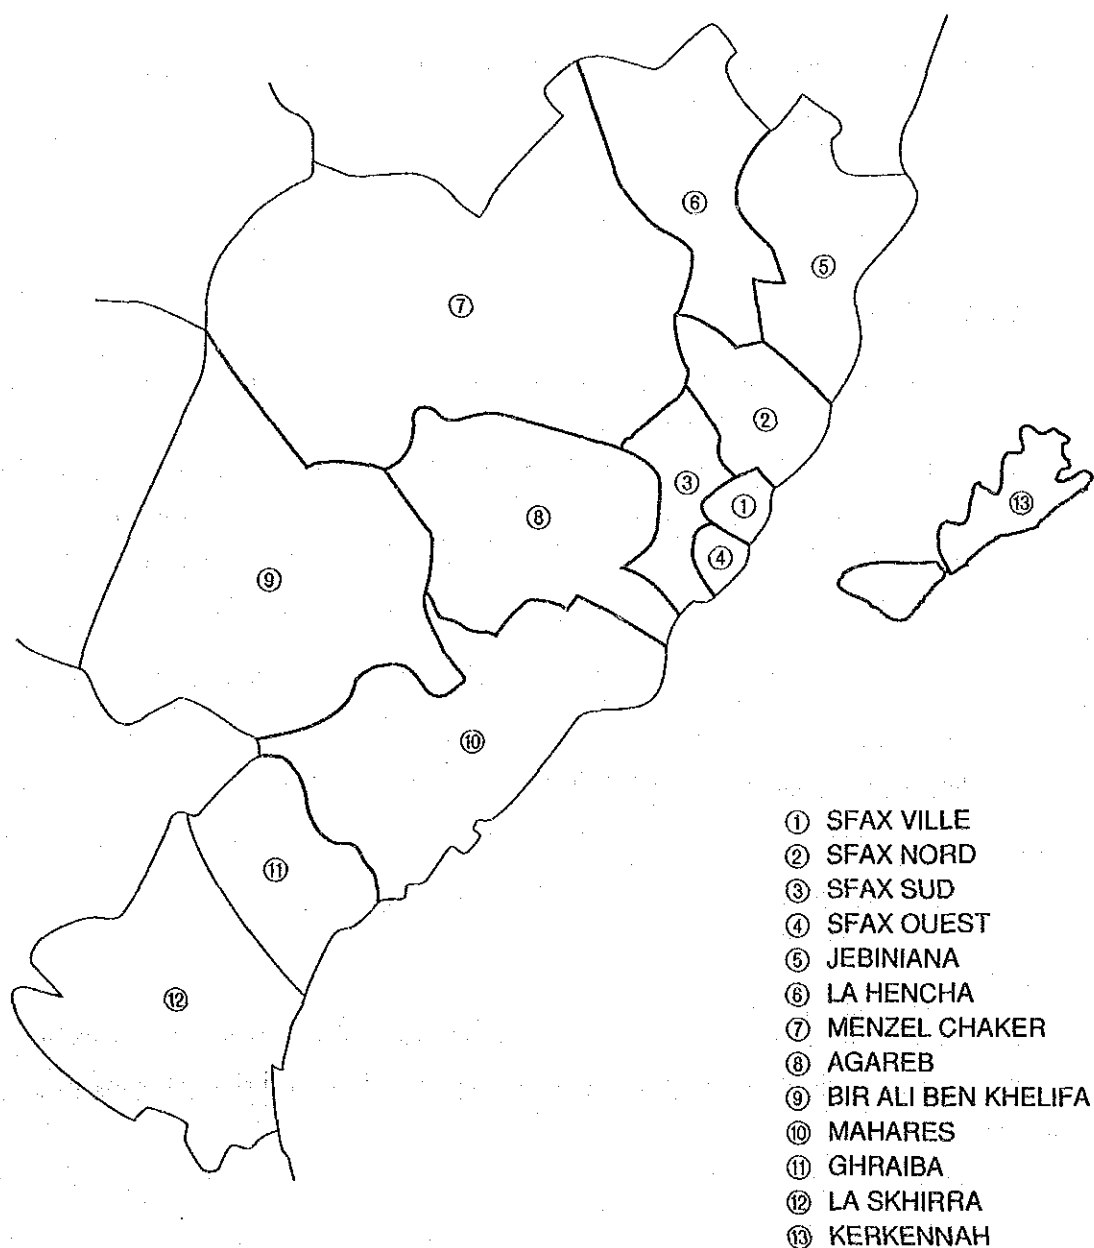 ⑥
⑤
⑦
②
③
①
⑧
⑬
④
⑨
⑩
⑪
⑫
① SFAX VILLE
② SFAX NORD
③ SFAX SUD
④ SFAX OUEST
⑤ JEBINIANA
⑥ LA HENCHA
⑦ MENZEL CHAKER
⑧ AGAREB
⑨ BIR ALI BEN KHELIFA
⑩ MAHARES
⑪ GHRAIBA
⑫ LA SKHIRRA
⑬ KERKENNAH